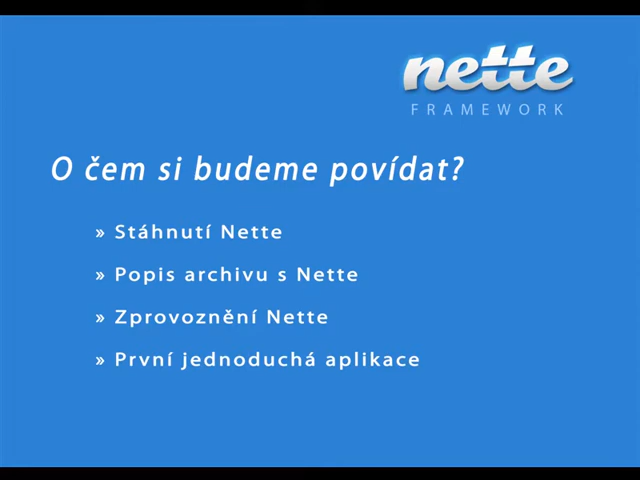 nette
FRAMEWORK
O čem si budeme povídat?
» Stáhnutí Nette
» Popis archivu s Nette
» Zprovoznění Nette
» První jednoduchá aplikace